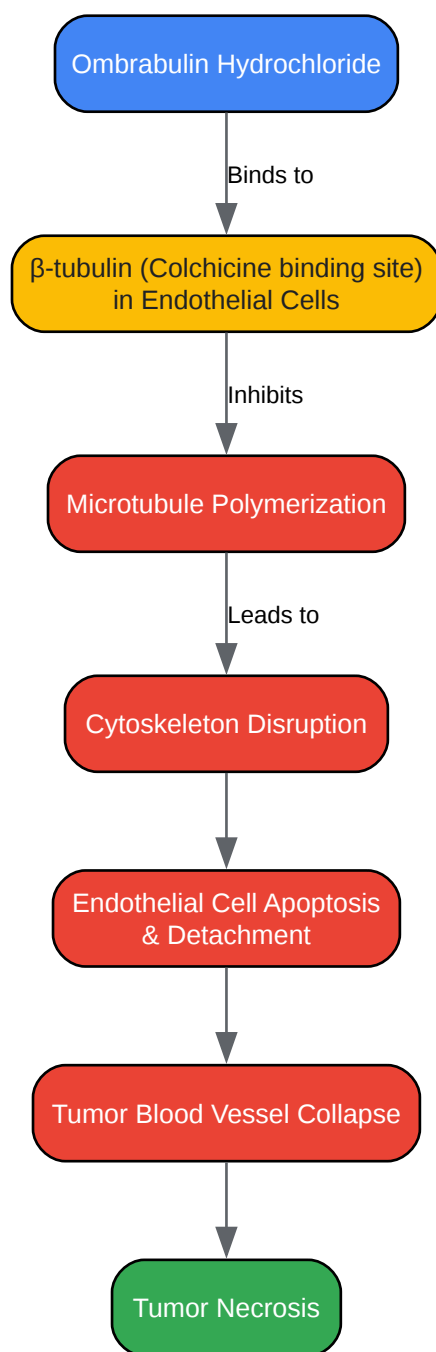 Ombrabulin Hydrochloride
Binds to
β-tubulin (Colchicine binding site)
in Endothelial Cells
Inhibits
Microtubule Polymerization
Leads to
Cytoskeleton Disruption
Endothelial Cell Apoptosis
& Detachment
Tumor Blood Vessel Collapse
Tumor Necrosis